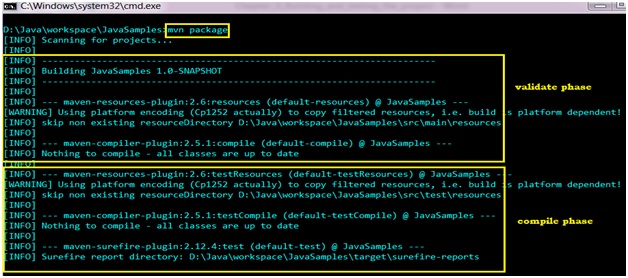 C:\Windows\system32\cmd.exe
D:\Java\workspace\JavaSamples>mvn package
[INFO] Scanning for projects...
[INFO]
[INFO] ------------------------------------------------------------------------
[INFO] Building JavaSamples 1.0-SNAPSHOT
[INFO] ------------------------------------------------------------------------
[INFO]
[INFO] --- maven-resources-plugin:2.6:resources (default-resources) @ JavaSamples ---
[WARNING] Using platform encoding (Cp1252 actually) to copy filtered resources, i.e. build is platform dependent!
[INFO] skip non existing resourceDirectory D:\Java\workspace\JavaSamples\src\main\resources
[INFO]
[INFO] --- maven-compiler-plugin:2.5.1:compile (default-compile) @ JavaSamples ---
[INFO] Nothing to compile - all classes are up to date
[INFO]
[INFO] --- maven-resources-plugin:2.6:testResources (default-testResources) @ JavaSamples ---
[WARNING] Using platform encoding (Cp1252 actually) to copy filtered resources, i.e. build is platform dependent!
[INFO] skip non existing resourceDirectory D:\Java\workspace\JavaSamples\src\test\resources
[INFO]
[INFO] --- maven-compiler-plugin:2.5.1:testCompile (default-testCompile) @ JavaSamples ---
[INFO] Nothing to compile - all classes are up to date
[INFO]
[INFO] --- maven-surefire-plugin:2.12.4:test (default-test) @ JavaSamples ---
[INFO] Surefire report directory: D:\Java\workspace\JavaSamples\target\surefire-reports
validate phase
compile phase